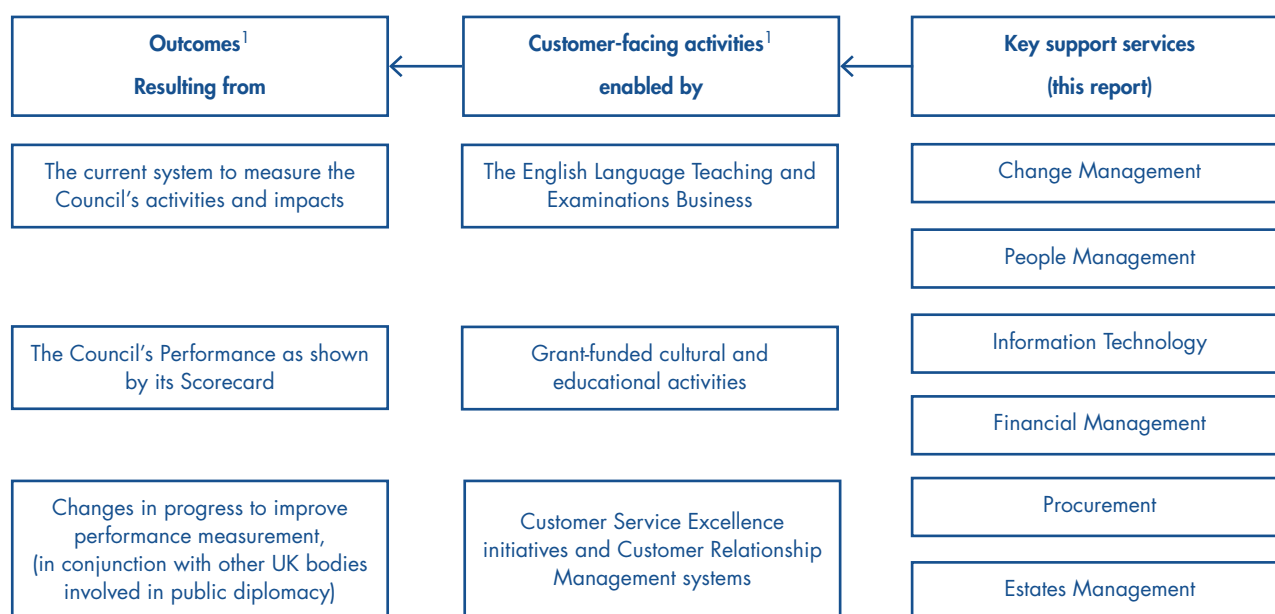 Outcomes1
Resulting from
Customer-facing activities1
enabled by
Key support services
(this report)
The current system to measure the
Council's activities and impacts
The Council's Performance as shown
by its Scorecard
Changes in progress to improve
performance measurement,
(in conjunction with other UK bodies
involved in public diplomacy)
The English Language Teaching and
Examinations Business
Grant-funded cultural and
educational activities
Customer Service Excellence
initiatives and Customer Relationship
Management systems
Change Management
People Management
Information Technology
Financial Management
Procurement
Estates Management